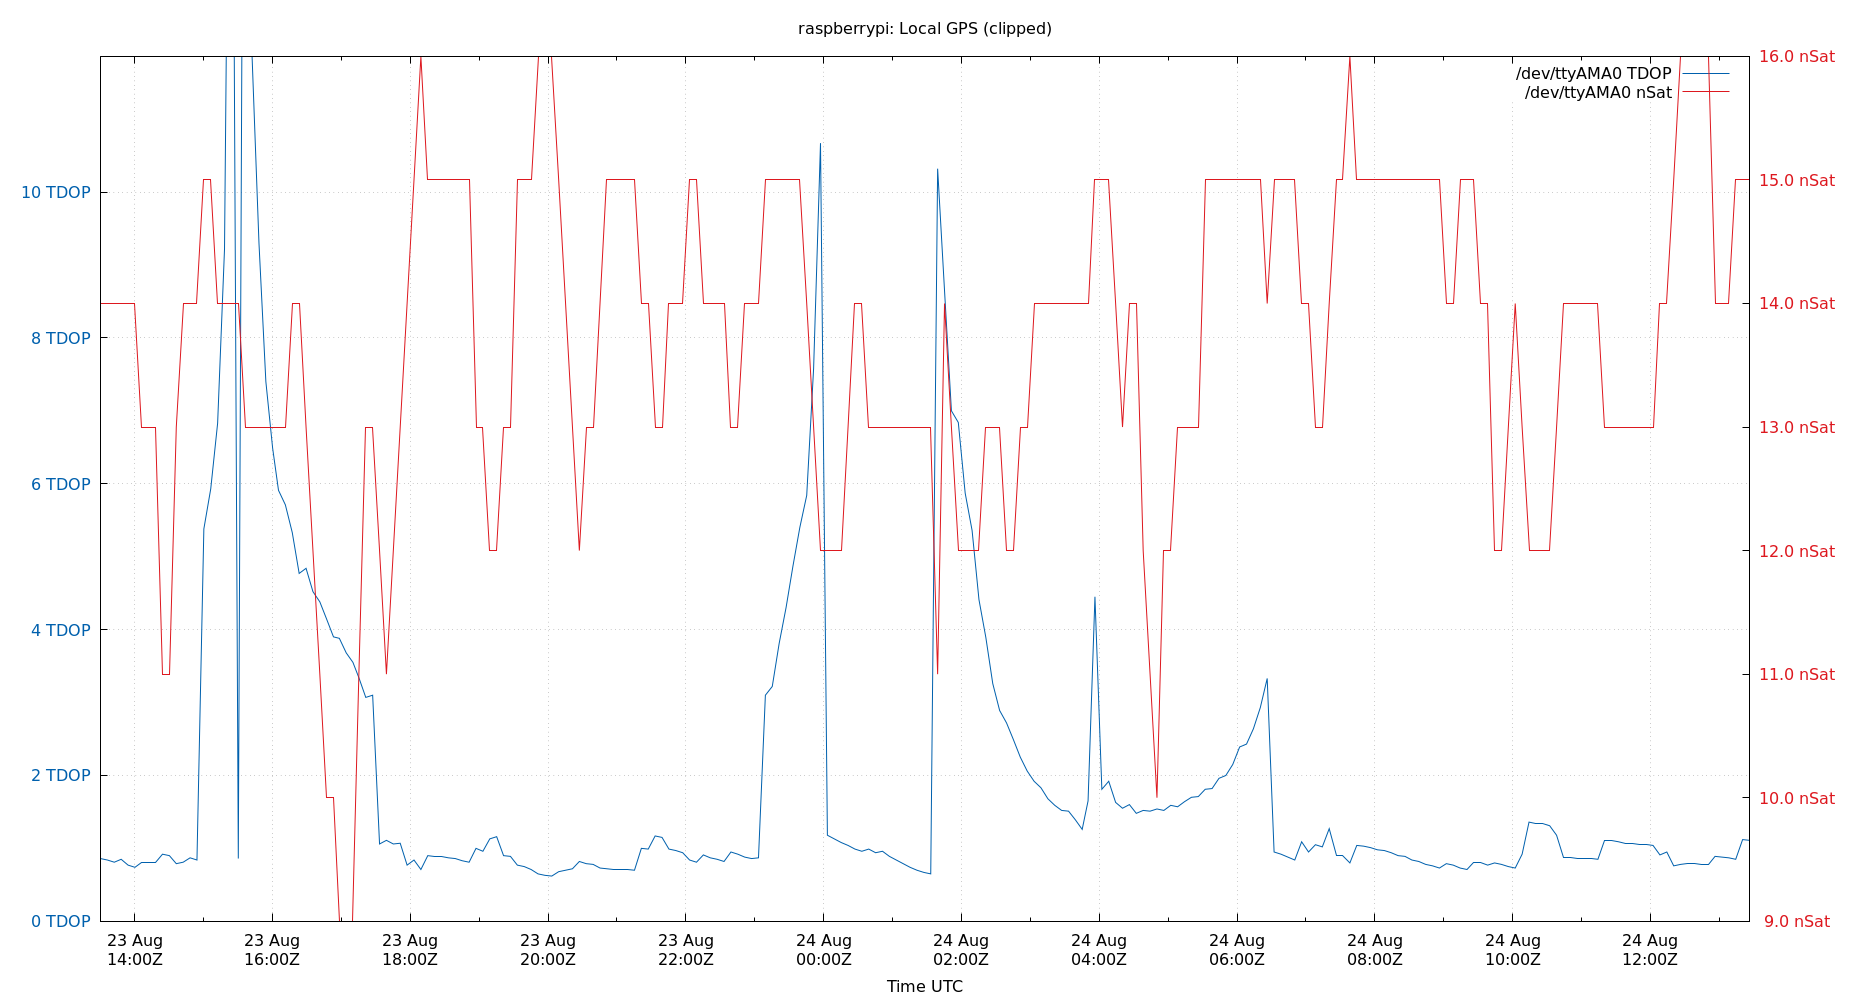 raspberrypi: Local GPS (clipped)
16.0 nSat
/dev/ttyAMA0 TDOP
/dev/ttyAMA0 nSat
10 TDOP
15.0 nSat
14.0 nSat
8 TDOP
13.0 nSat
6 TDOP
12.0 nSat
4 TDOP
11.0 nSat
2 TDOP
10.0 nSat
0 TDOP
9.0 nSat
23 Aug 23 Aug 23 Aug 23 Aug 23 Aug 24 Aug 24 Aug 24 Aug 24 Aug 24 Aug 24 Aug 24 Aug
14:00Z 16:00Z 18:00Z 20:00Z 22:00Z 00:00Z 02:00Z 04:00Z 06:00Z 08:00Z 10:00Z 12:00Z
Time UTC